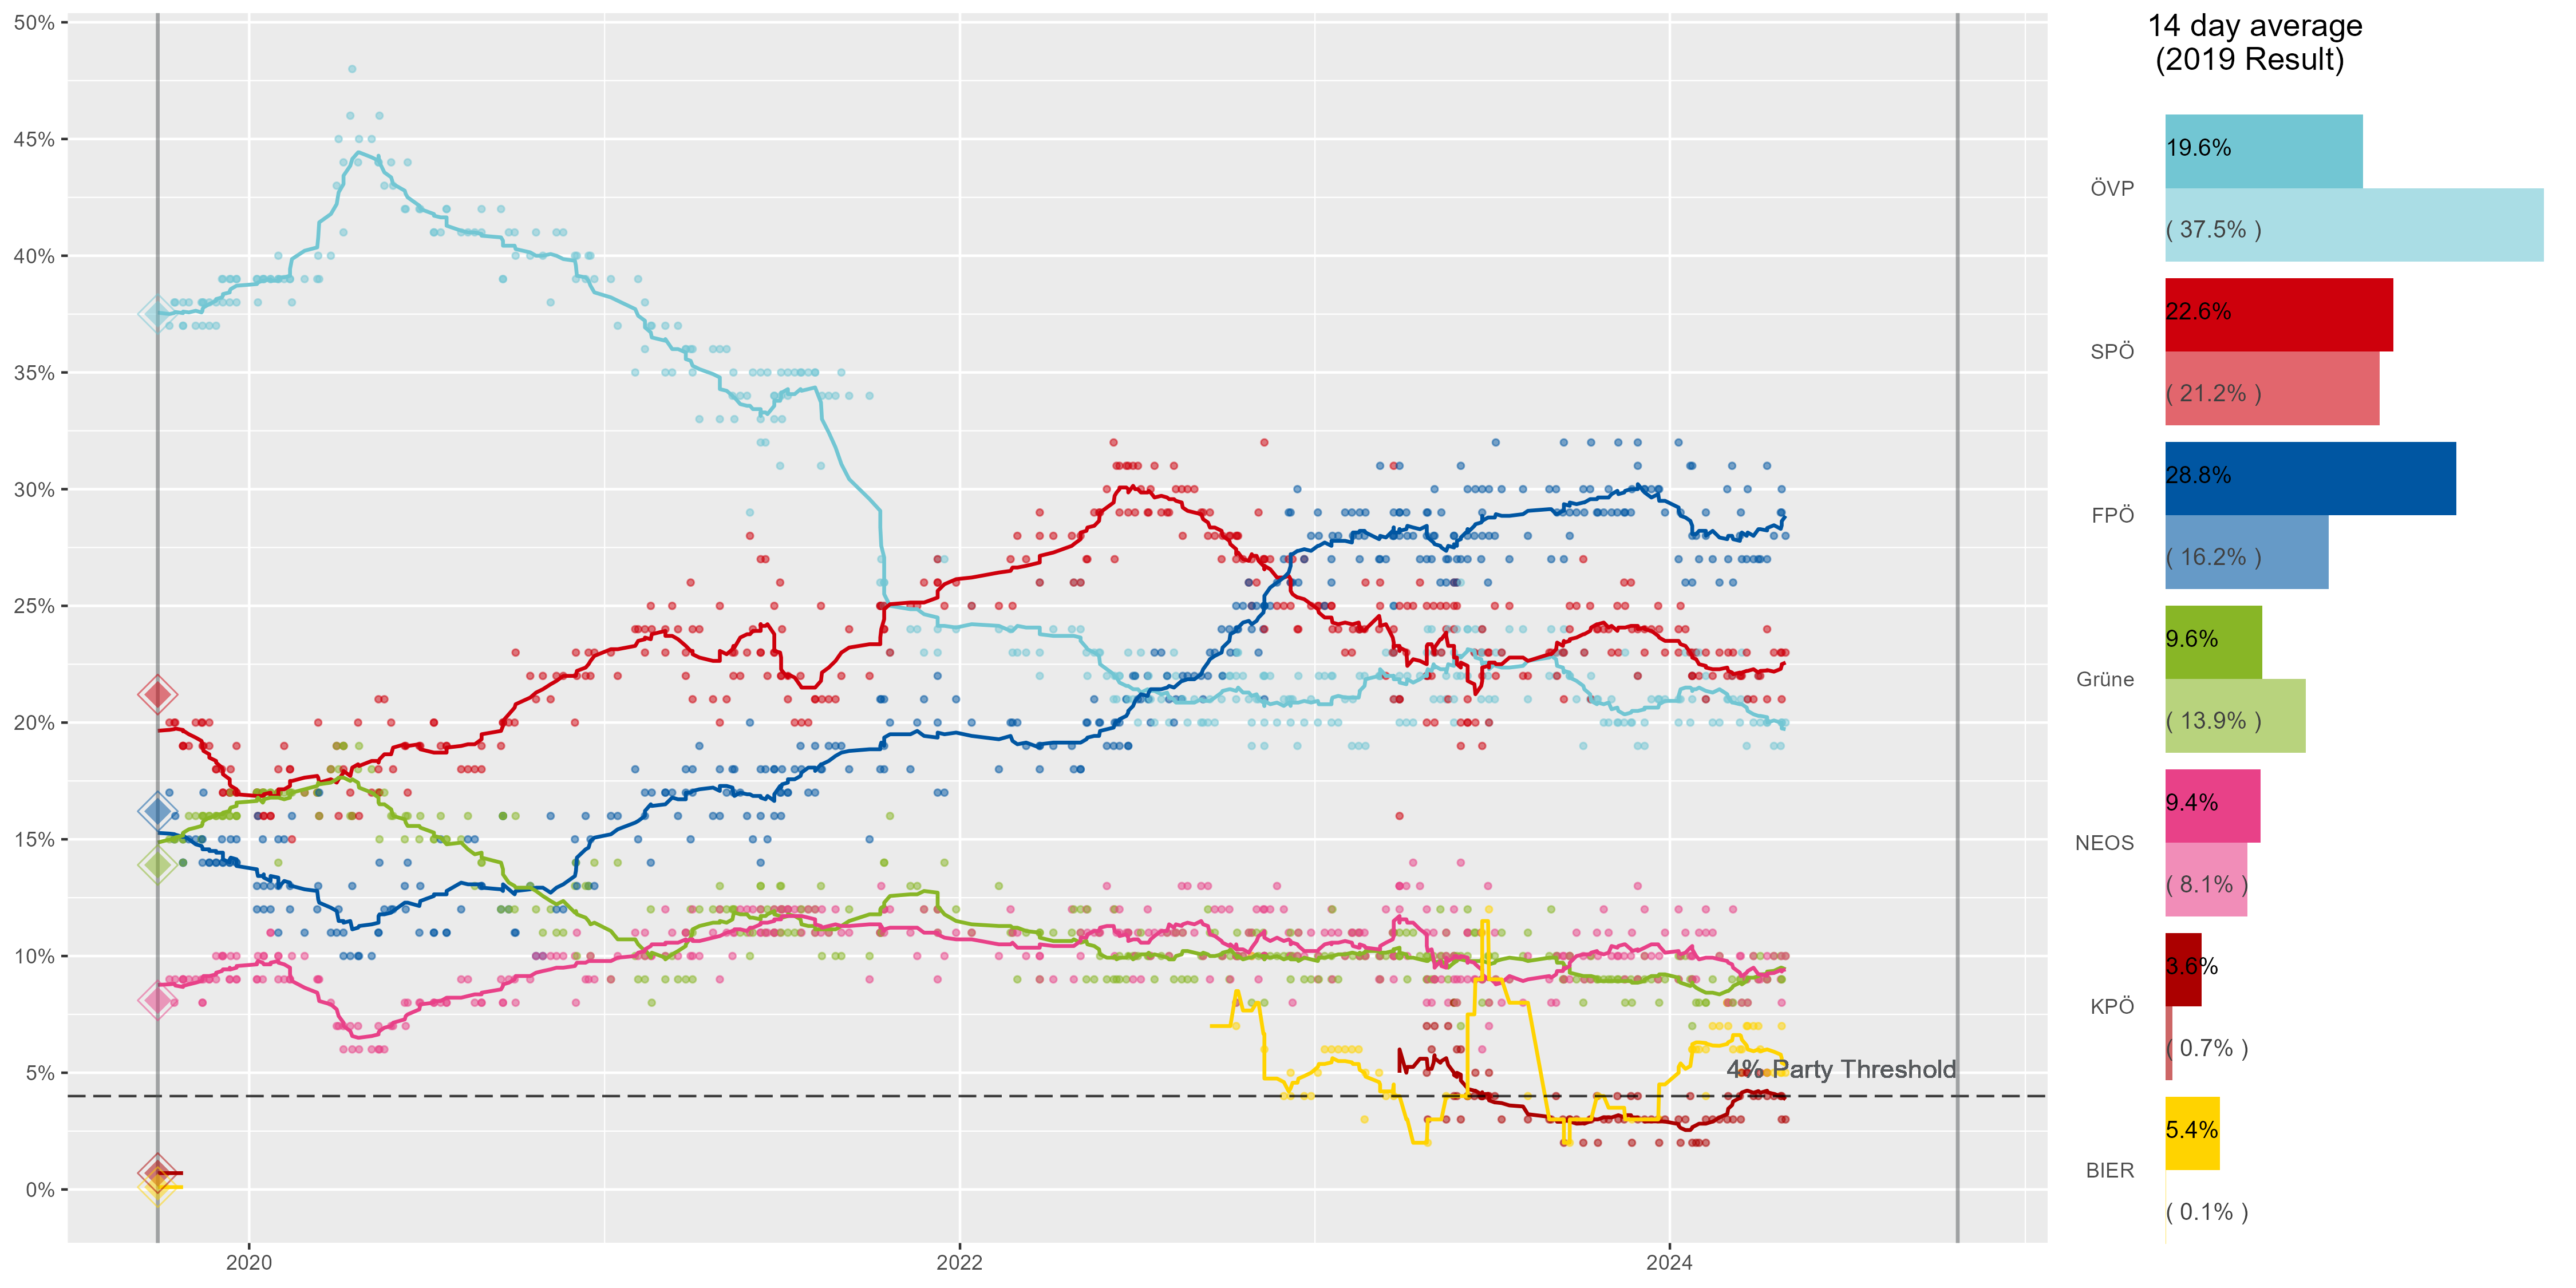 50%
45%
40%
35%
30%
25%
20%
15%
10%
5%
0%
2020
2022
2024
4% Party Threshold
14 day average
(2019 Result)
ÖVP
19.6%
( 37.5% )
SPÖ
22.6%
( 21.2% )
FPÖ
28.8%
( 16.2% )
Grüne
9.6%
( 13.9% )
NEOS
9.4%
( 8.1% )
KPÖ
3.6%
( 0.7% )
BIER
5.4%
( 0.1% )